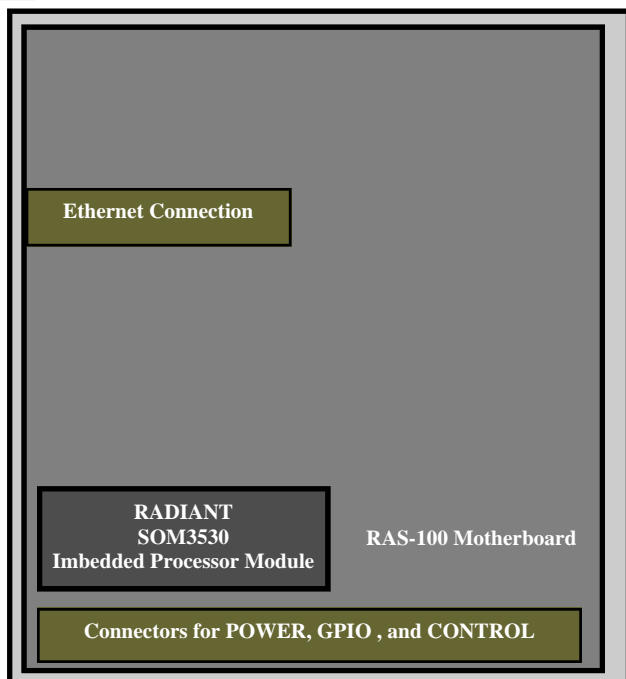 Ethernet Connection
RADIANT
SOM3530
Imbedded Processor Module
RAS-100 Motherboard
Connectors for POWER, GPIO , and CONTROL